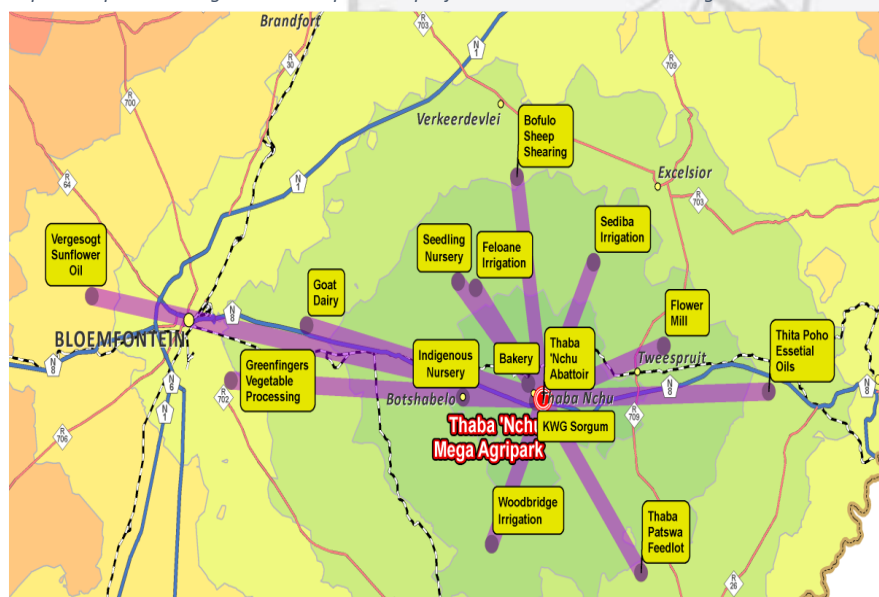 Brandfort
R
703
N
1
R
709
R
30
R
700
Verkeerdevlei
Bofulo
Sheep
Shearing
Excelsior
R
64
N
1
R
703
Vergesogt
Sunflower
Oil
Seedling
Nursery
Feloane
Irrigation
Sediba
Irrigation
Goat
Dairy
Flower
Mill
N
8
BLOEMFONTEIN
Indigenous
Nursery
Bakery
Thaba
'Nchu
Abattoir
Tweespruit
Thita Poho
Essetial
Oils
N
8
Greenfingers
Vegetable
Processing
N
6
R
702
Botshabelo
Thaba Nchu
N
8
N
8
N
1
R
706
Thaba 'Nchu
Mega Agripark
KWG Sorgum
R
709
Woodbridge
Irrigation
Thaba
Patswa
Feedlot
R
26